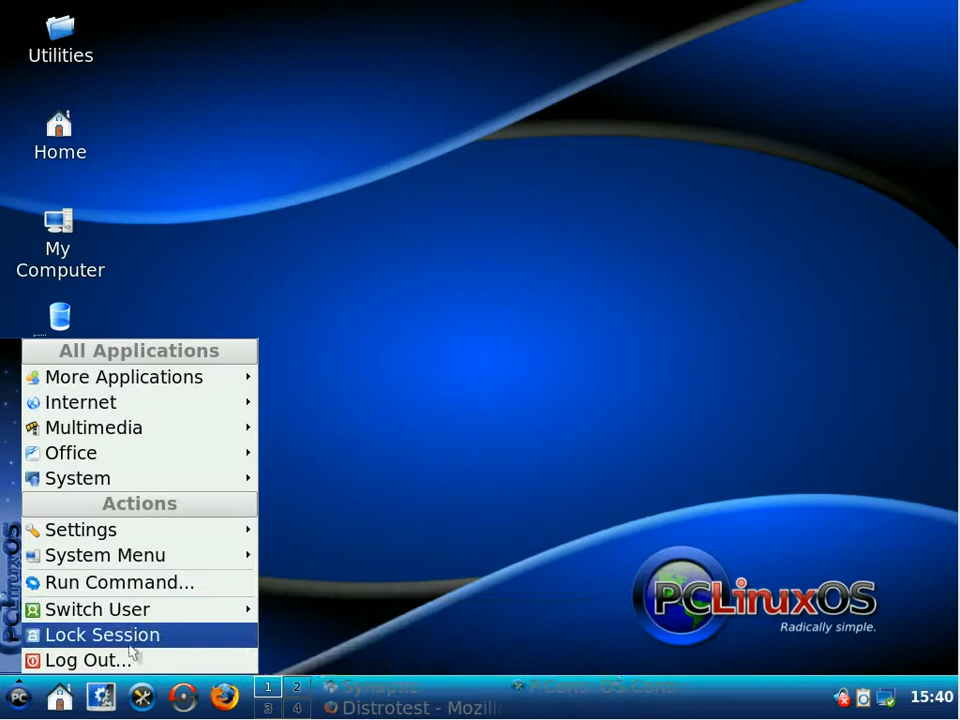 Utilities
Home
My
Computer
All Applications
More Applications
Internet
Multimedia
Office
System
Actions
Settings
System Menu
Run Command...
Switch User
Lock Session
Log Out...
PCLinuxOS
PCLinuxOS
Radically simple.
PC
1 2
3 4
Synaptic
Distrotest - Mozill
15:40